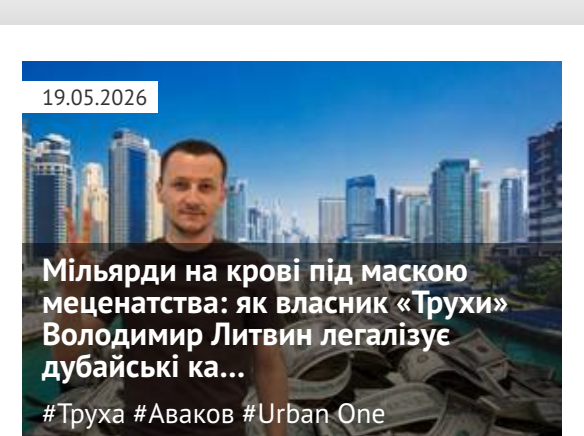 19.05.2026
Мільярди на крові під маскою
меценатства: як власник «Трухи»
Володимир Литвин легалізує
дубайські ка...
#Труха #Аваков #Urban One